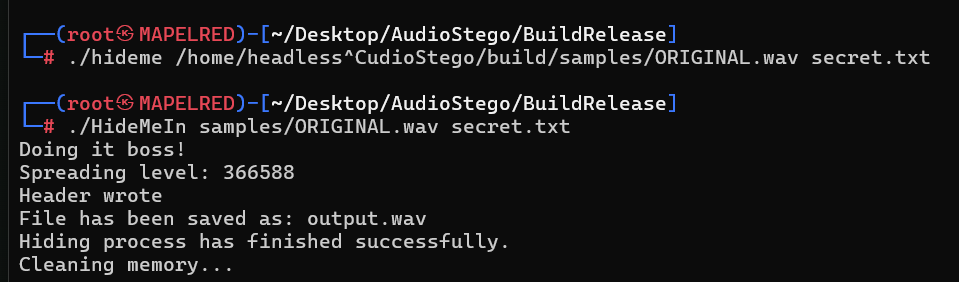 ┌──(root㉿MAPELRED)-[~/Desktop/AudioStego/BuildRelease]
└─# ./hideme /home/headless^CudioStego/build/samples/ORIGINAL.wav secret.txt
┌──(root㉿MAPELRED)-[~/Desktop/AudioStego/BuildRelease]
└─# ./HideMeIn samples/ORIGINAL.wav secret.txt
Doing it boss!
Spreading level: 366588
Header wrote
File has been saved as: output.wav
Hiding process has finished successfully.
Cleaning memory...